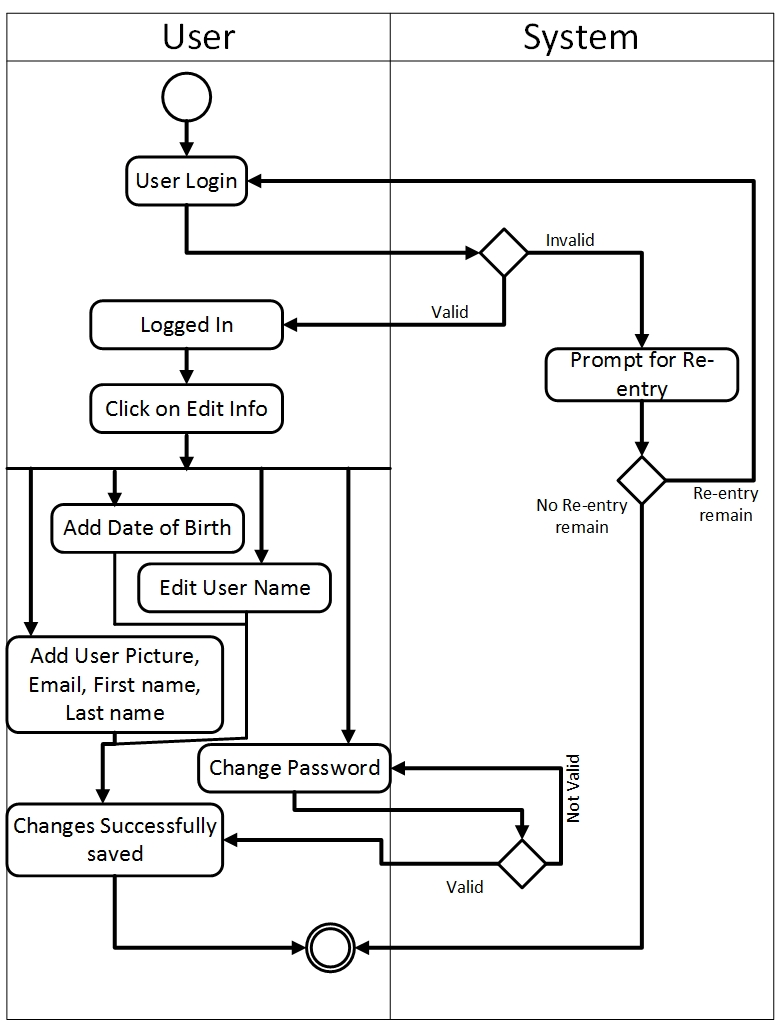 User
System
User Login
Invalid
Valid
Logged In
Prompt for Re-
entry
Click on Edit Info
No Re-entry
remain
Re-entry
remain
Add Date of Birth
Edit User Name
Add User Picture,
Email, First name,
Last name
Change Password
Not Valid
Changes Successfully
saved
Valid